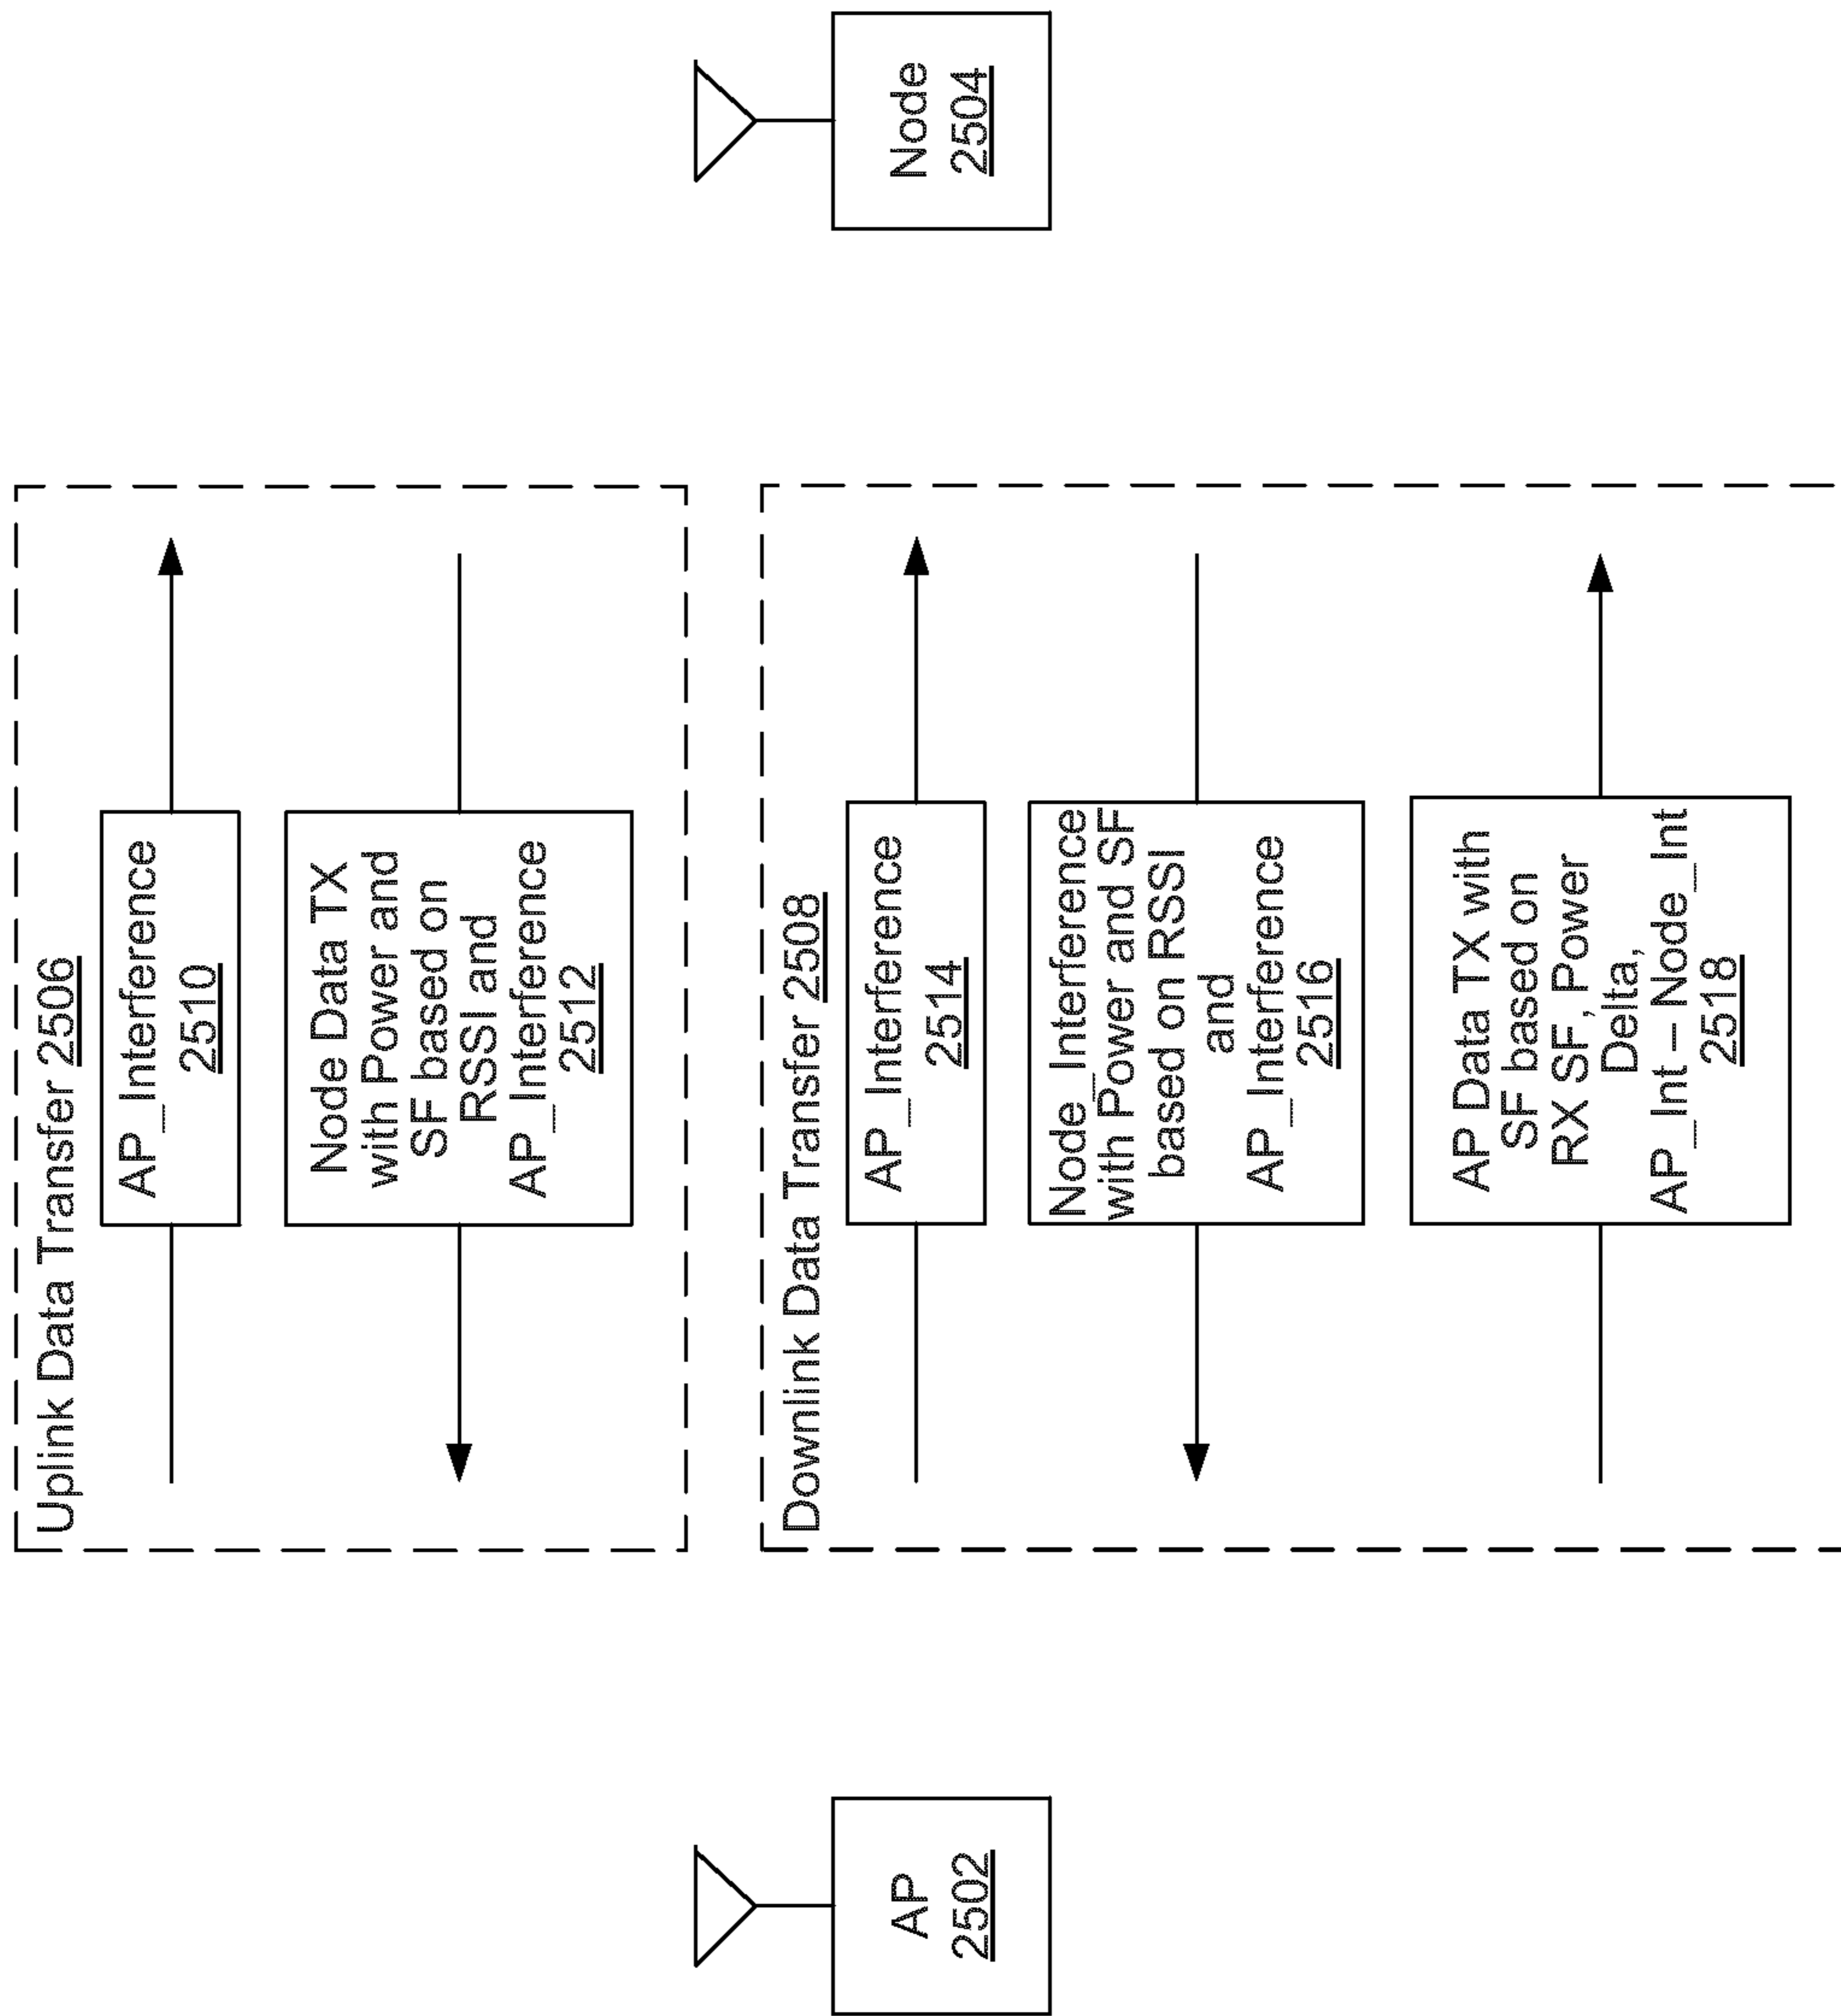 Uplink Data Transfer 2506
AP_Interference
2510
Node Data TX
with Power and
SF based on
RSSI and
AP_Interference
2512
AP
2502
Node
2504
Downlink Data Transfer 2508
AP_Interference
2514
Node_Interference
with Power and SF
based on RSSI
and
AP_Interference
2516
AP Data TX with
SF based on
RX SF, Power
Delta,
AP_Int – Node_Int
2518